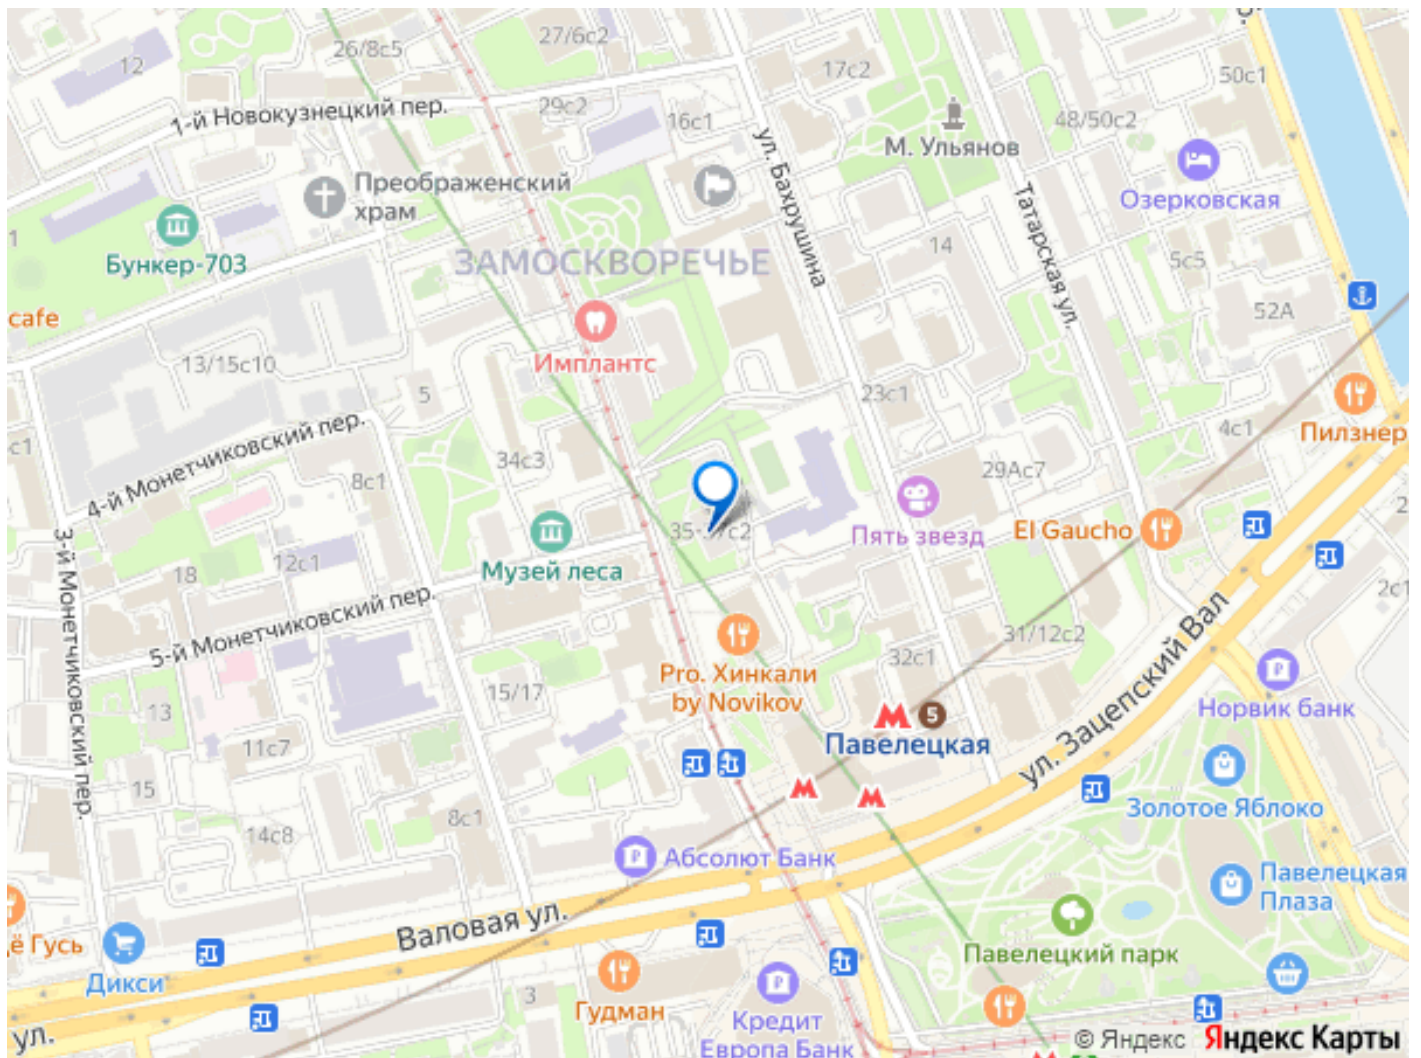 26/8с5
27/6с2
12
17с2
50с1
1-й Новокузнецкий пер.
29с2
16с1
48/50с2
ул. Бахрушина
М. Ульянов
Преображенский
храм
Озерковская
Татарская ул.
1
Бункер-703
ЗАМОСКВОРЕЧЬЕ
14
5с5
cafe
52А
13/15с10
Имплантс
5
23с1
4-й Монетчиковский пер.
с1
4с1
Пилзнер
34с3
29Ас7
8с1
35-37с2
Пять звезд
El Gaucho
Музей леса
12с1
18
2с1
3-й Монетчиковский пер.
5-й Монетчиковский пер.
31/12с2
32с1
Pro. Хинкали
by Novikov
15/17
13
5
Павелецкая
Норвик банк
11с7
ул. Зацепский Вал
15
Золотое Яблоко
14с8
8с1
Абсолют Банк
Павелецкая
Плаза
Валовая ул.
ё Гусь
Дикси
Павелецкий парк
3
Гудман
Кредит
Европа Банк
ул.
© Яндекс Яндекс Карты